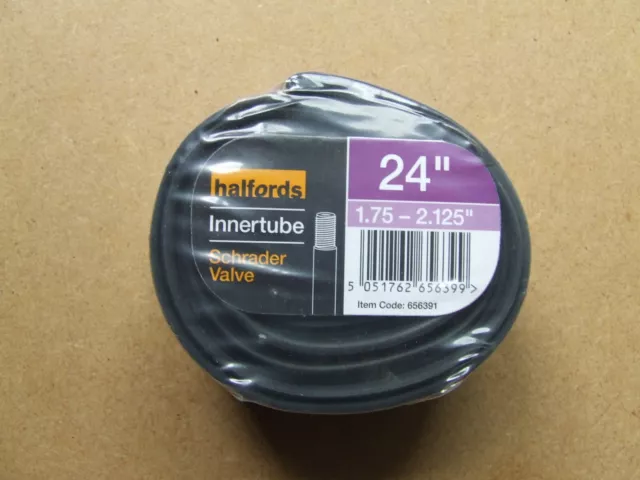 halfords
Innertube
Schrader
Valve
24"
1.75 – 2.125"
5 051762 656399 >
Item Code: 656391